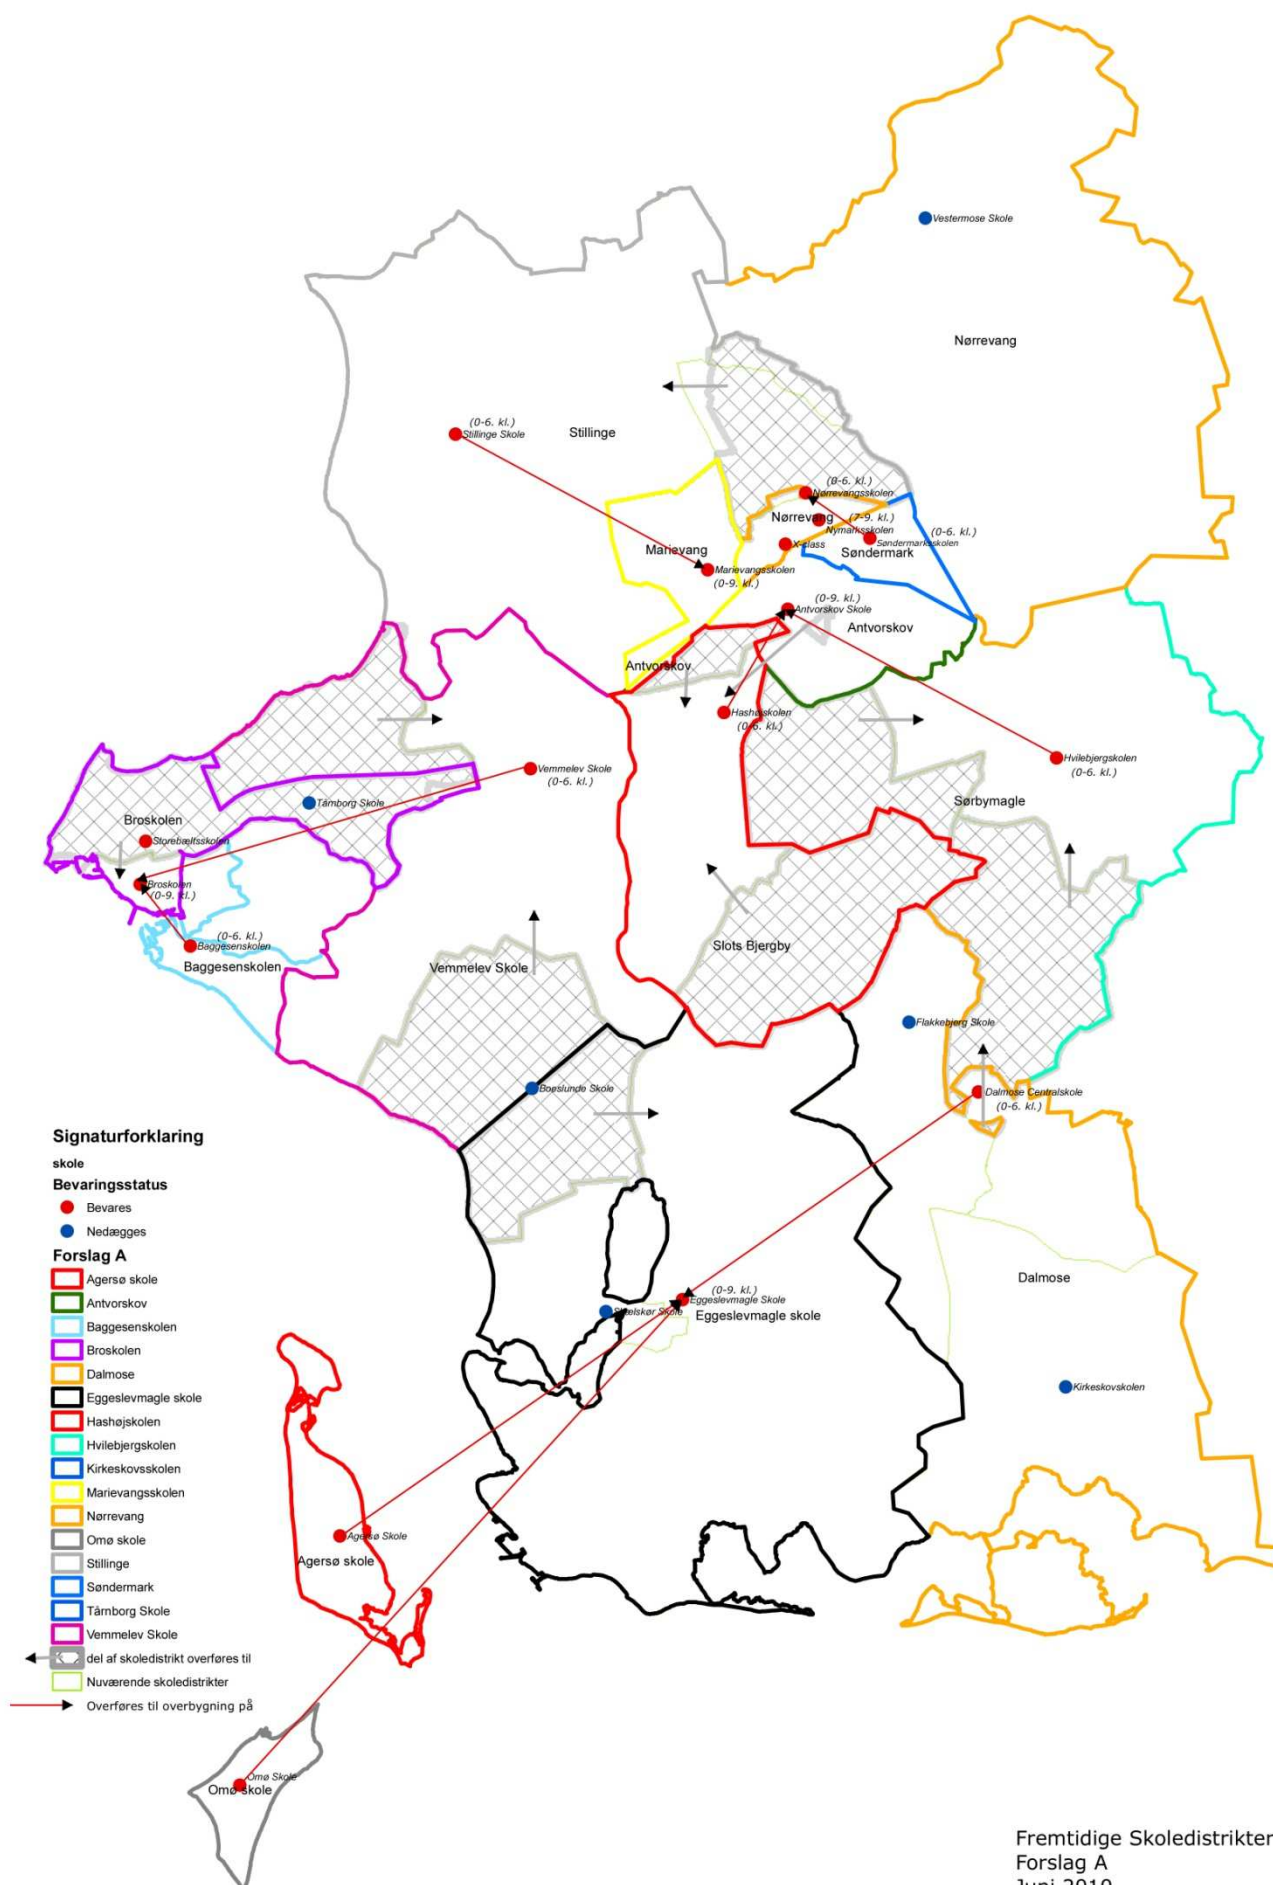 Vestermose Skole
Nørrevang
(0-6. kl.)
Stillinge Skole
Stillinge
(0-6. kl.)
Nørrevangsskolen
Nørrevang
(7-9. kl.)
Nymarksskolen
(0-6. kl.)
Søndermarksskolen
X-class
Søndermark
Marievang
Marievangsskolen
(0-9. kl.)
(0-9. kl.)
Antvorskov Skole
Antvorskov
Antvorskov
Hashøjskolen
(0-6. kl.)
Hvilebjergskolen
(0-6. kl.)
Vemmelev Skole
(0-6. kl.)
Tårnborg Skole
Sørbymagle
Broskolen
Storebæltsskolen
Broskolen
(0-9. kl.)
(0-6. kl.)
Baggesenskolen
Baggesenskolen
Vemmelev Skole
Slots Bjergby
Flakkebjerg Skole
Boeslunde Skole
Dalmose Centralskole
(0-6. kl.)
Dalmose
(0-9. kl.)
Eggeslevmagle Skole
Skælskør Skole
Eggeslevmagle skole
Kirkeskovskolen
Agersø Skole
Agersø skole
Omø Skole
Omø skole
Signaturforklaring
skole
Bevaringsstatus
Bevares
Nedægges
Forslag A
Agersø skole
Antvorskov
Baggesenskolen
Broskolen
Dalmose
Eggeslevmagle skole
Hashøjskolen
Hvilebjergskolen
Kirkeskovsskolen
Marievangsskolen
Nørrevang
Omø skole
Stillinge
Søndermark
Tårnborg Skole
Vemmelev Skole
del af skoledistrikt overføres til
Nuværende skoledistrikter
Overføres til overbygning på
Fremtidige Skoledistrikter
Forslag A
Juni 2010